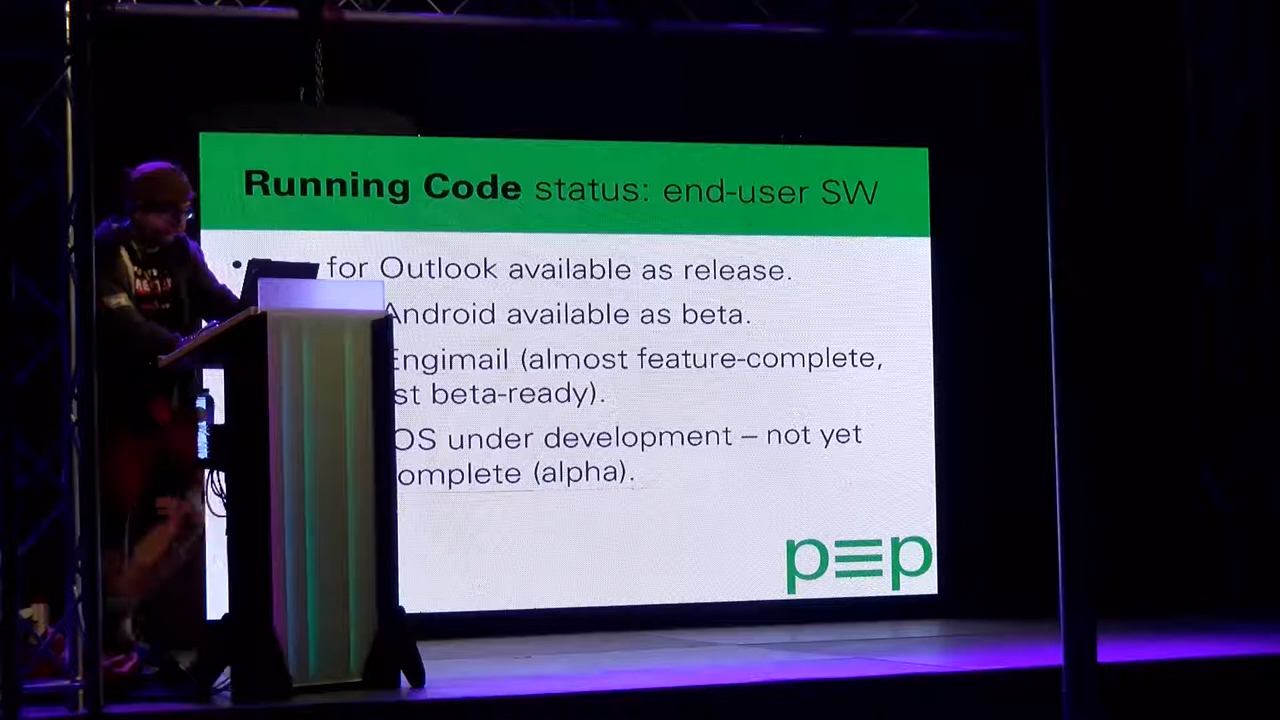 Running Code status: end-user SW
• for Outlook available as release.
Android available as beta.
Engimail (almost feature-complete,
st beta-ready).
OS under development – not yet
omplete (alpha).
p≡p